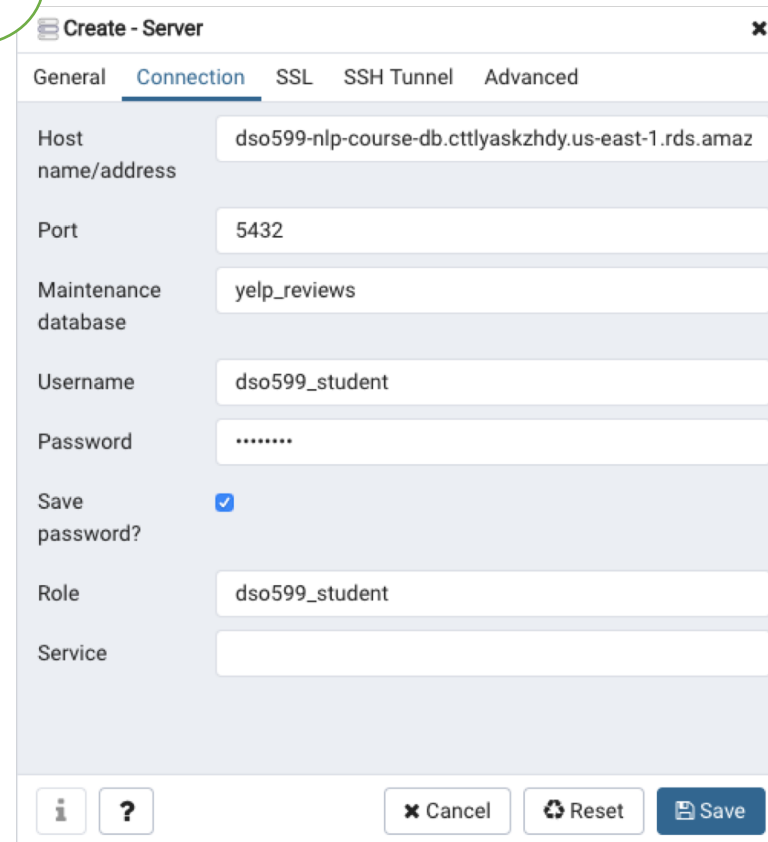 Create - Server
General Connection SSL SSH Tunnel Advanced
Host name/address
dso599-nlp-course-db.cttlyaskzhdy.us-east-1.rds.amaz
Port
5432
Maintenance database
yelp_reviews
Username
dso599_student
Password
••••••••
Save password?
Role
dso599_student
Service
i ? Cancel Reset Save